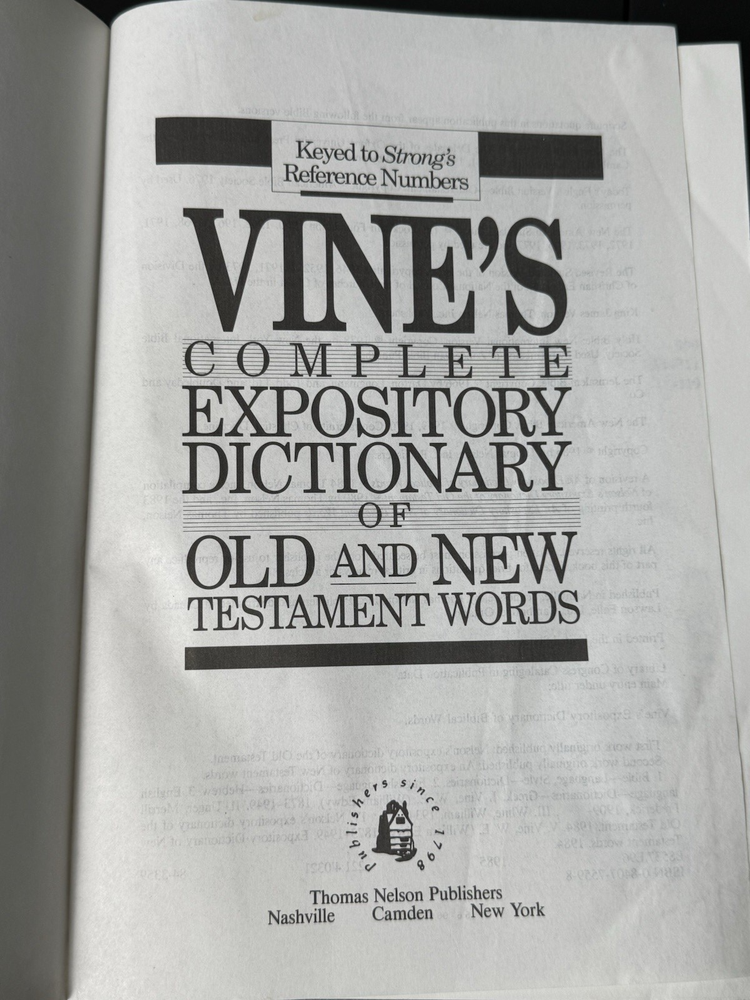 Keyed to Strong's
Reference Numbers
VINE'S
COMPLETE
EXPOSITORY
DICTIONARY
OF
OLD AND NEW
TESTAMENT WORDS
Publishers since 1798
Thomas Nelson Publishers
Nashville Camden New York